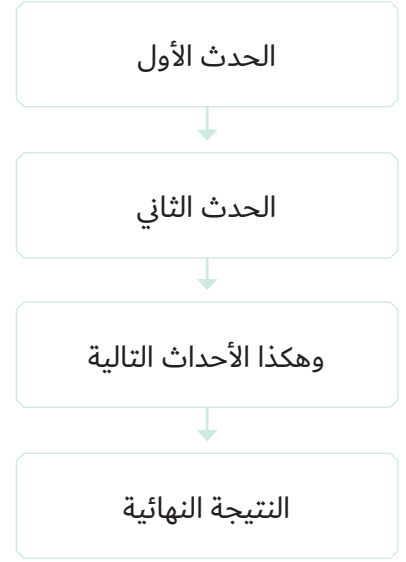 الحدث الأول
الحدث الثاني
وهكذا الأحداث التالية
النتيجة النهائية